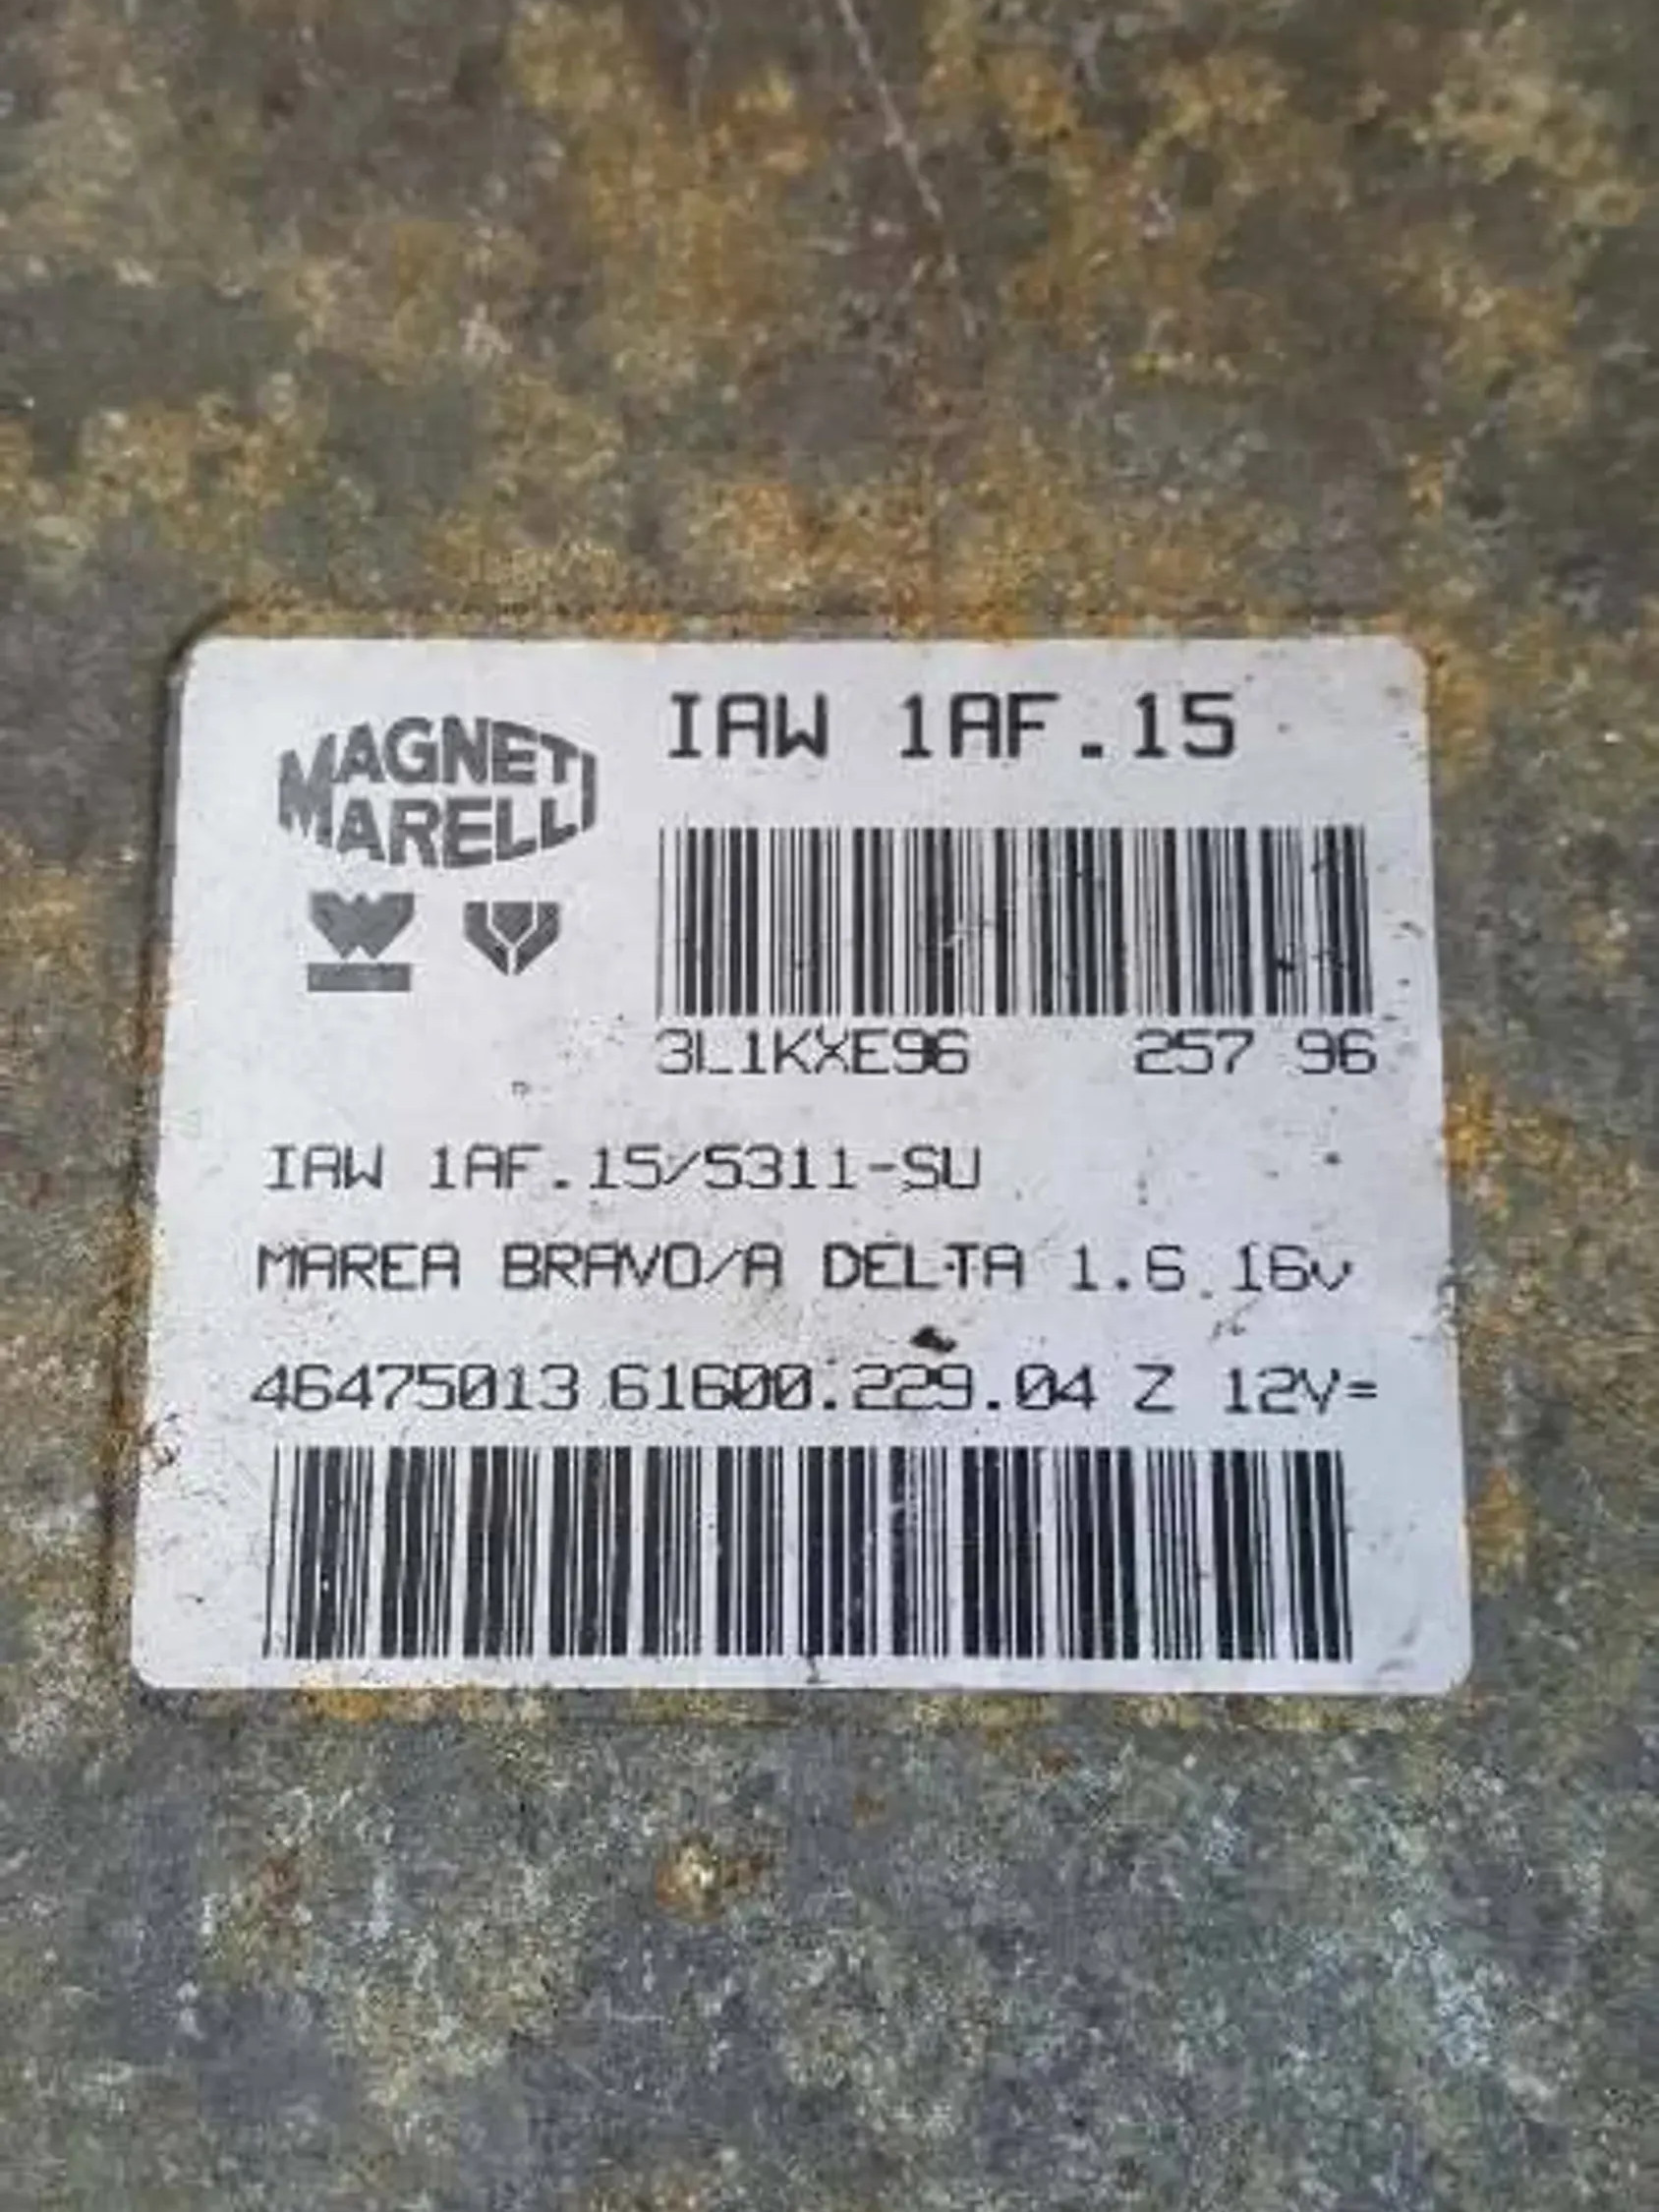 IAW 1AF.15
MAGNETI
MARELLI
3L1KXE96 257 96
IAW 1AF.15/5311-SU
MAREA BRAVO/A DELTA 1.6 16v
46475013 61600.229.04 Z 12V=